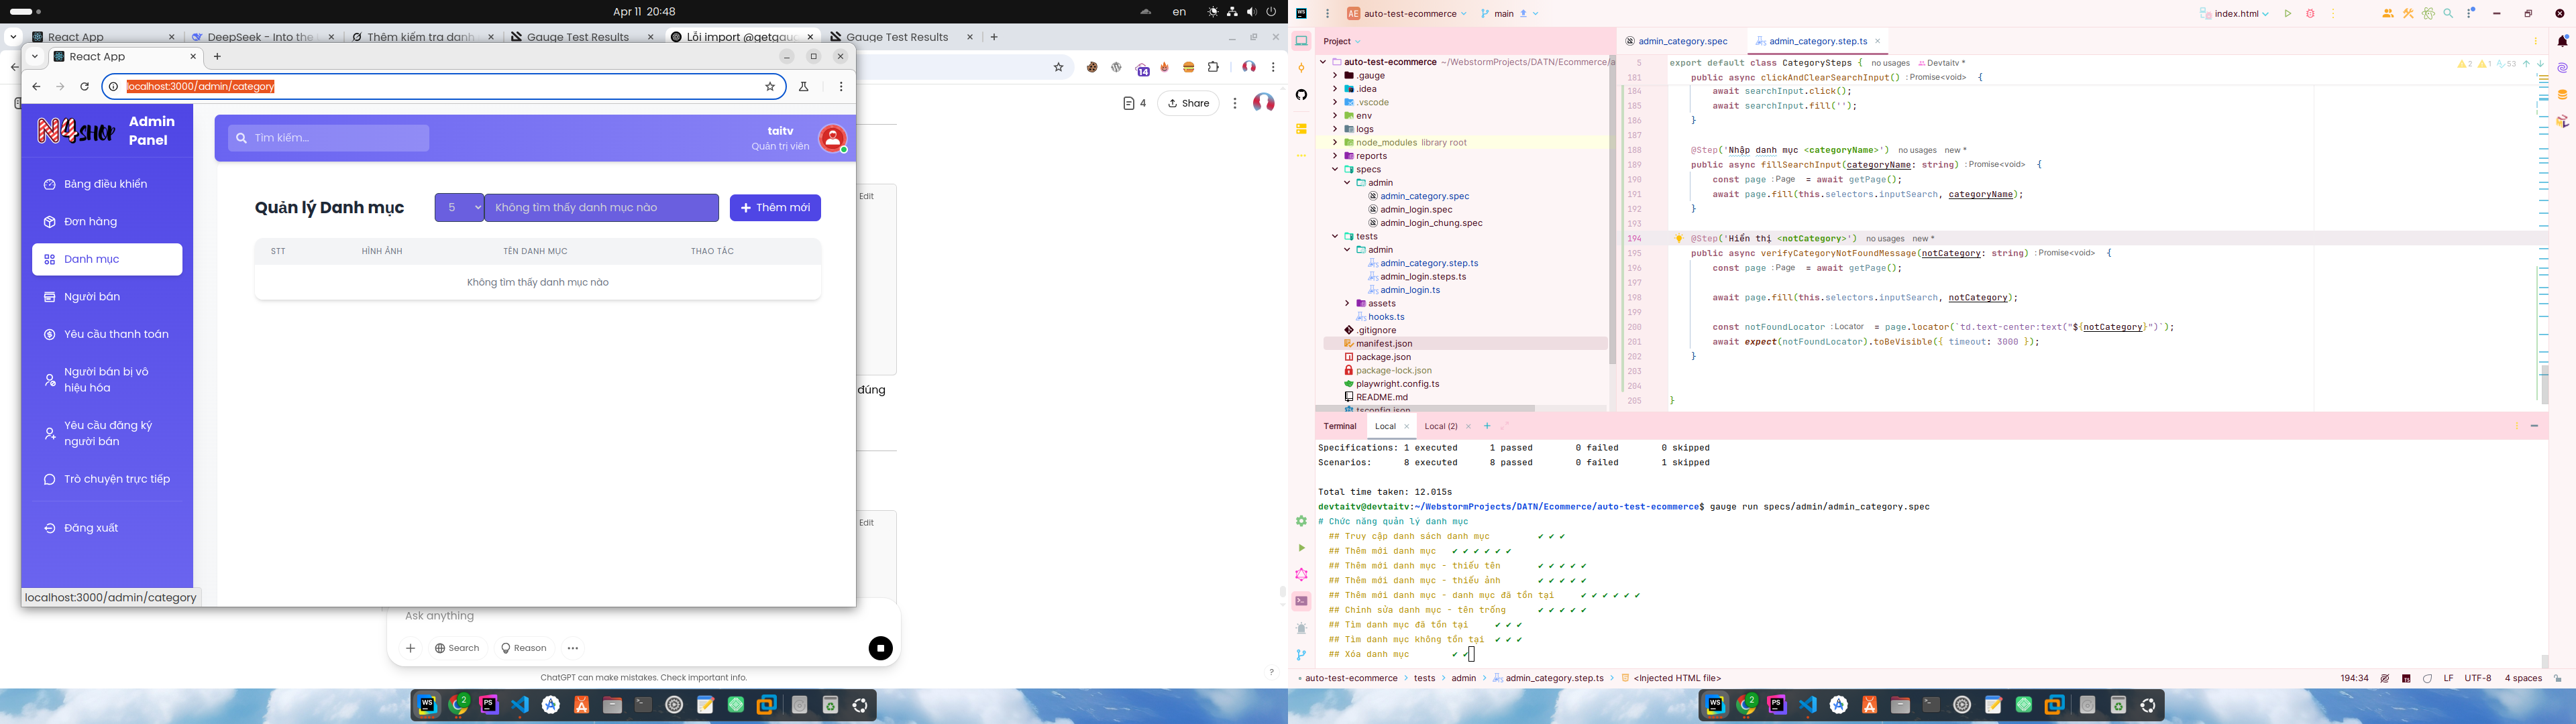 Apr 11 20:48
en
React App
DeepSeek - Into the
Thêm kiểm tra danh
Gauge Test Results
Lỗi import @getgaug
Gauge Test Results
React App
localhost:3000/admin/category
14
4
Share
N4 SHOP
Admin Panel
Bảng điều khiển
Đơn hàng
Danh mục
Người bán
Yêu cầu thanh toán
Người bán bị vô
hiệu hóa
Yêu cầu đăng ký
người bán
Trò chuyện trực tiếp
Đăng xuất
localhost:3000/admin/category
Tìm kiếm...
taitv
Quản trị viên
Quản lý Danh mục
5
Không tìm thấy danh mục nào
Thêm mới
STT HÌNH ẢNH TÊN DANH MỤC THAO TÁC
Không tìm thấy danh mục nào
Edit
đúng
Edit
Ask anything
Search
Reason
ChatGPT can make mistakes. Check important info.
?
AE auto-test-ecommerce
main
index.html
Project
auto-test-ecommerce ~/WebstormProjects/DATN/Ecommerce/a
.gauge
.idea
.vscode
env
logs
node_modules library root
reports
specs
admin
admin_category.spec
admin_login.spec
admin_login_chung.spec
tests
admin
admin_category.step.ts
admin_login.steps.ts
admin_login.ts
assets
hooks.ts
.gitignore
manifest.json
package.json
package-lock.json
playwright.config.ts
README.md
tsconfig.json
admin_category.spec
admin_category.step.ts
2 1 53
5 export default class CategorySteps { no usages Devtaitv *
181 public async clickAndClearSearchInput() : Promise<void> {
184 await searchInput.click();
185 await searchInput.fill('');
186 }
187
188 @Step('Nhập danh mục <categoryName>') no usages new *
189 public async fillSearchInput(categoryName: string) : Promise<void> {
190 const page : Page = await getPage();
191 await page.fill(this.selectors.inputSearch, categoryName);
192 }
193
194 @Step('Hiển thị <notCategory>') no usages new *
195 public async verifyCategoryNotFoundMessage(notCategory: string) : Promise<void> {
196 const page : Page = await getPage();
197
198 await page.fill(this.selectors.inputSearch, notCategory);
199
200 const notFoundLocator : Locator = page.locator(`td.text-center:text("${notCategory}")`);
201 await expect(notFoundLocator).toBeVisible({ timeout: 3000 });
202 }
203
204
205 }
Terminal
Local
Local (2)
Specifications: 1 executed 1 passed 0 failed 0 skipped
Scenarios: 8 executed 8 passed 0 failed 1 skipped
Total time taken: 12.015s
devtaitv@devtaitv:~/WebstormProjects/DATN/Ecommerce/auto-test-ecommerce$ gauge run specs/admin/admin_category.spec
# Chức năng quản lý danh mục
## Truy cập danh sách danh mục ✔ ✔ ✔
## Thêm mới danh mục ✔ ✔ ✔ ✔ ✔ ✔
## Thêm mới danh mục - thiếu tên ✔ ✔ ✔ ✔ ✔
## Thêm mới danh mục - thiếu ảnh ✔ ✔ ✔ ✔ ✔
## Thêm mới danh mục - danh mục đã tồn tại ✔ ✔ ✔ ✔ ✔ ✔
## Chỉnh sửa danh mục - tên trống ✔ ✔ ✔ ✔ ✔
## Tìm danh mục đã tồn tại ✔ ✔ ✔
## Tìm danh mục không tồn tại ✔ ✔ ✔
## Xóa danh mục ✔ ✔
auto-test-ecommerce > tests > admin > admin_category.step.ts > <Injected HTML file>
194:34
LF
UTF-8
4 spaces